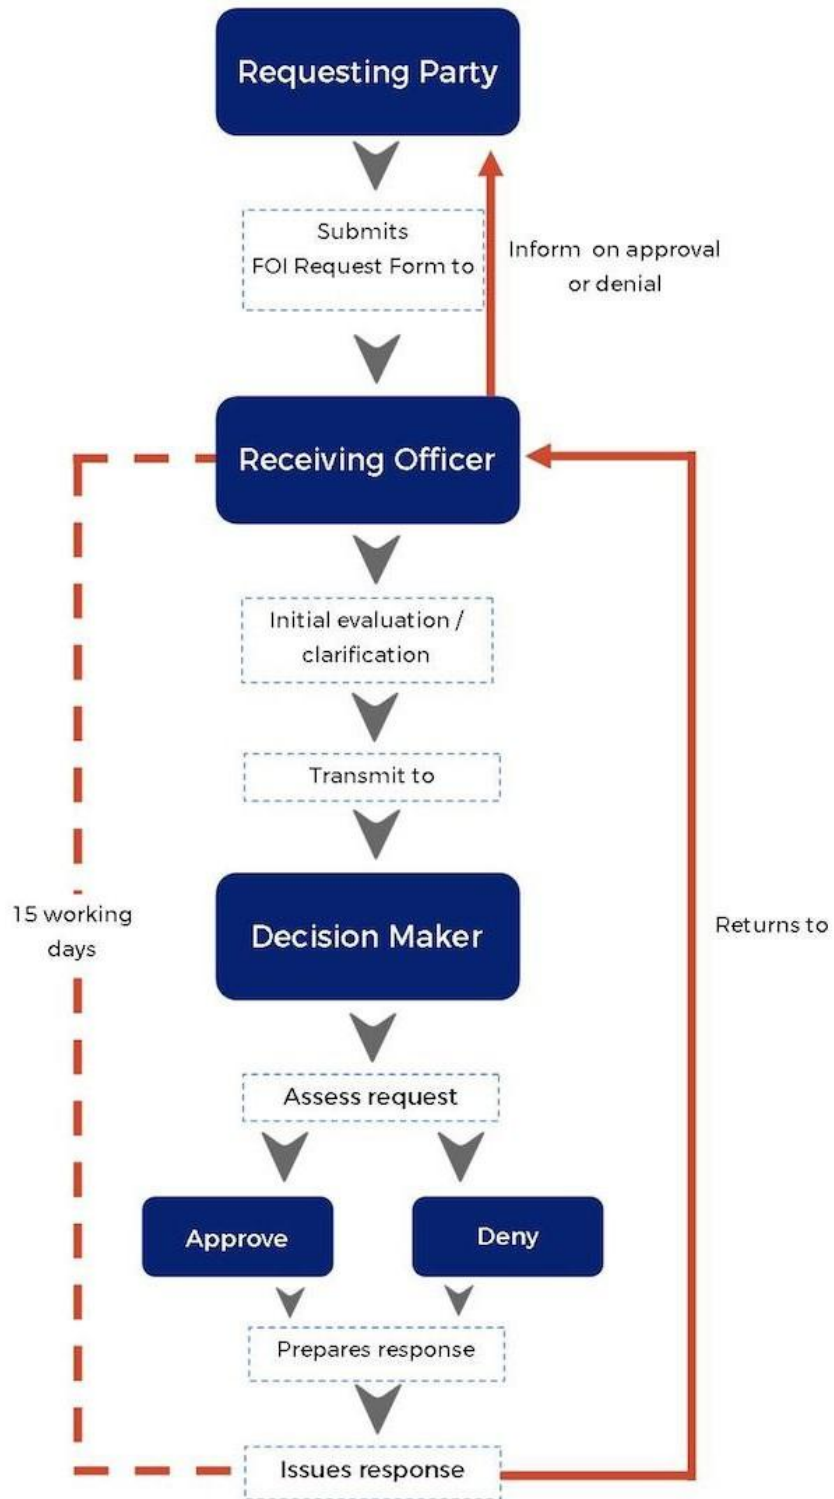 Requesting Party
Submits
FOI Request Form to
Inform on approval
or denial
Receiving Officer
Initial evaluation /
clarification
Transmit to
15 working
days
Decision Maker
Returns to
Assess request
Approve
Deny
Prepares response
Issues response